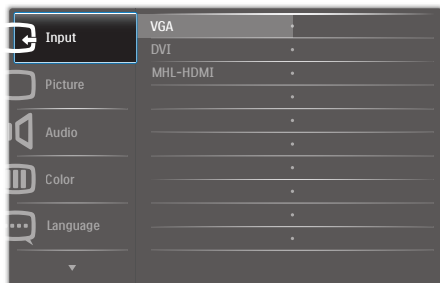 Input
Picture
Audio
Color
Language
VGA
DVI
MHL-HDMI